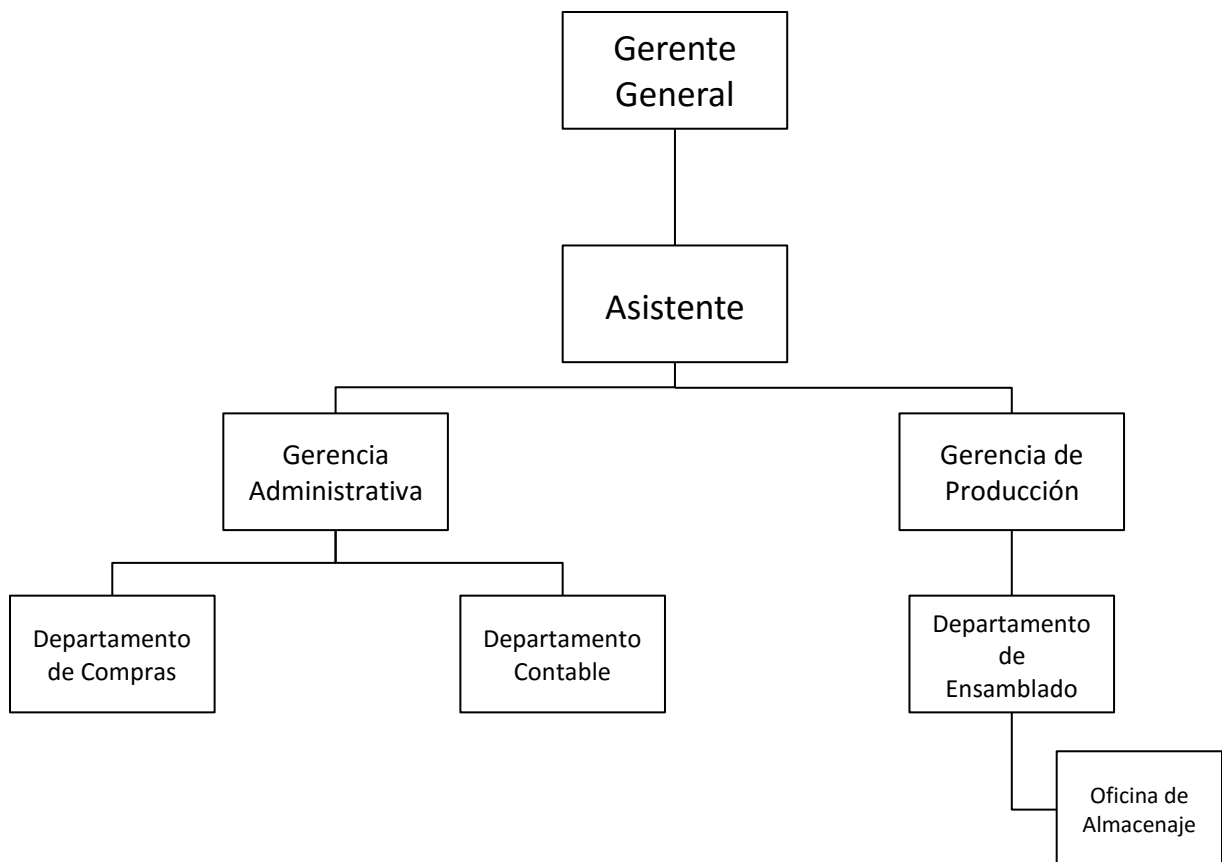 Gerente
General
Asistente
Gerencia
Administrativa
Gerencia de
Producción
Departamento
de Compras
Departamento
Contable
Departamento
de
Ensamblado
Oficina de
Almacenaje